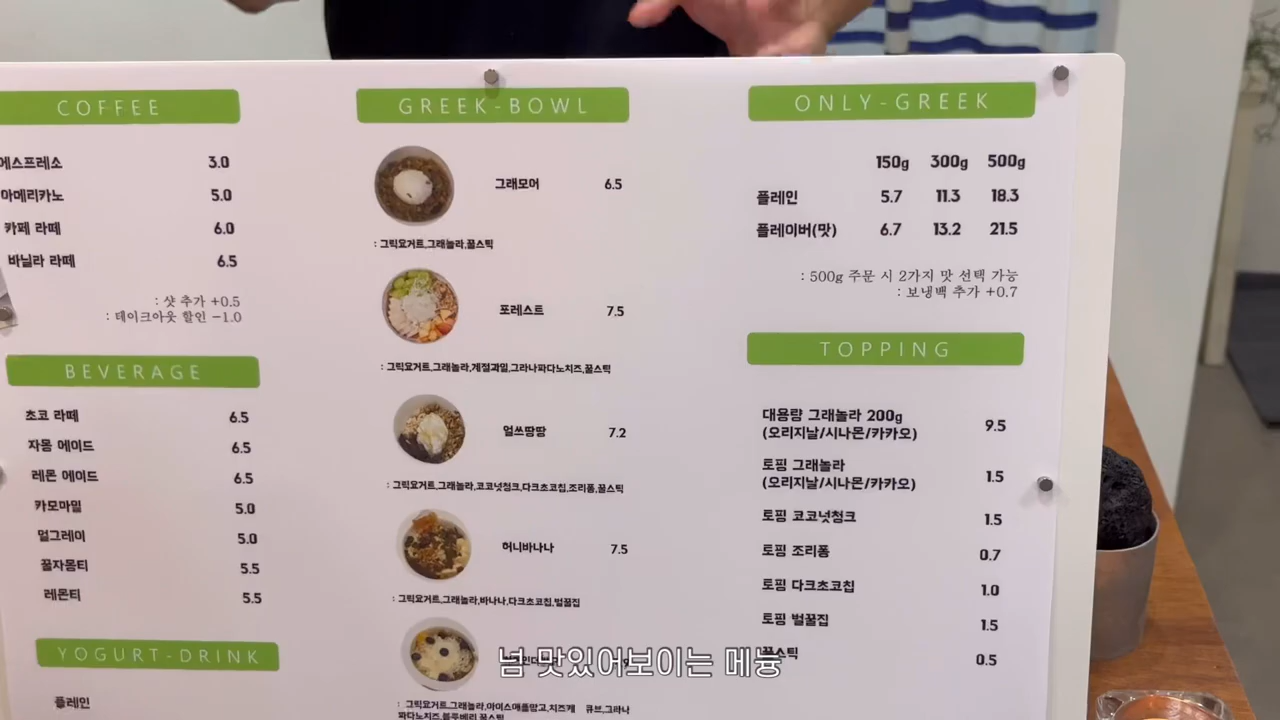 COFFEE
에스프레소 3.0
아메리카노 5.0
카페 라떼 6.0
바닐라 라떼 6.5
: 샷 추가 +0.5
: 테이크아웃 할인 -1.0
BEVERAGE
초코 라떼 6.5
자몽 에이드 6.5
레몬 에이드 6.5
카모마일 5.0
얼그레이 5.0
꿀자몽티 5.5
레몬티 5.5
YOGURT-DRINK
플레인
GREEK-BOWL
그래모어 6.5
: 그릭요거트,그래놀라,꿀스틱
포레스트 7.5
: 그릭요거트,그래놀라,계절과일,그라나파다노치즈,꿀스틱
얼쓰땅땅 7.2
: 그릭요거트,그래놀라,코코넛청크,다크초코칩,조리퐁,꿀스틱
허니바나나 7.5
: 그릭요거트,그래놀라,바나나,다크초코칩,벌꿀집
: 그릭요거트,그래놀라,아이스애플망고,치즈케 큐브,그라나
파다노치즈,블루베리,꿀스틱
ONLY-GREEK
150g 300g 500g
플레인 5.7 11.3 18.3
플레이버(맛) 6.7 13.2 21.5
: 500g 주문 시 2가지 맛 선택 가능
: 보냉백 추가 +0.7
TOPPING
대용량 그래놀라 200g 9.5
(오리지날/시나몬/카카오)
토핑 그래놀라 1.5
(오리지날/시나몬/카카오)
토핑 코코넛청크 1.5
토핑 조리퐁 0.7
토핑 다크초코칩 1.0
토핑 벌꿀집 1.5
꿀스틱 0.5
넘 맛있어보이는 메늉